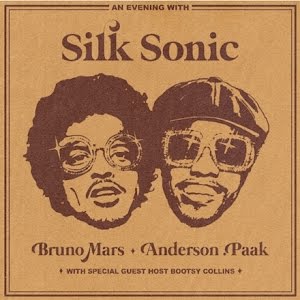 AN EVENING WITH
Silk Sonic
Bruno Mars ✦ Anderson .Paak
✦ WITH SPECIAL GUEST HOST BOOTSY COLLINS ✦